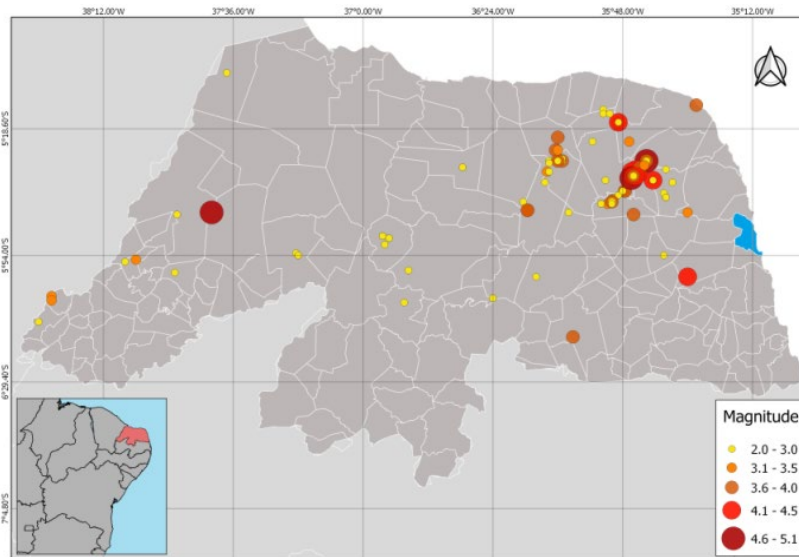 38°12.00'W 37°36.00'W 37°0.00'W 36°24.00'W 35°48.00'W 35°12.00'W
5°18.60'S
5°54.00'S
6°29.40'S
7°4.80'S
Magnitude
2.0 - 3.0
3.1 - 3.5
3.6 - 4.0
4.1 - 4.5
4.6 - 5.1